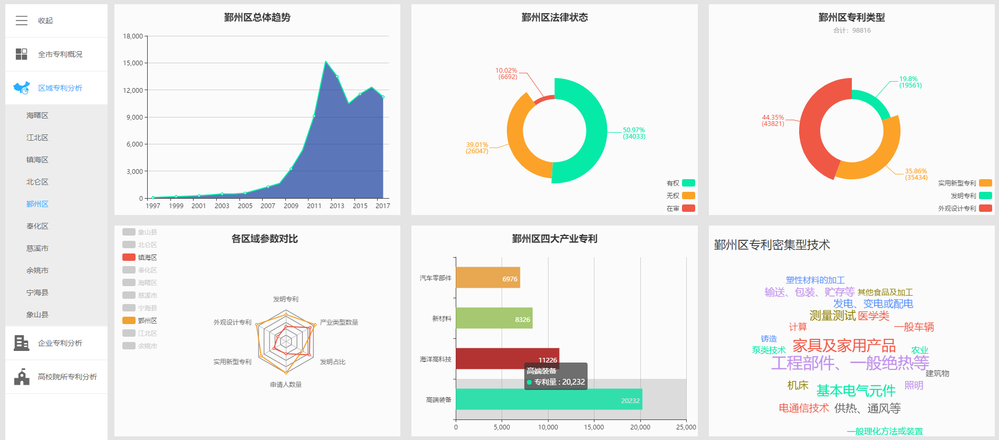 收起
全市专利概况
区域专利分析
海曙区
江北区
镇海区
北仑区
鄞州区
奉化区
慈溪市
余姚市
宁海县
象山县
企业专利分析
高校院所专利分析
鄞州区总体趋势
18,000
15,000
12,000
9,000
6,000
3,000
0
1997 1999 2001 2003 2005 2007 2009 2011 2013 2015 2017
鄞州区法律状态
10.02%
(6692)
50.97%
(34033)
39.01%
(26047)
有权
无权
在审
鄞州区专利类型
合计：98816
19.8%
(19561)
44.35%
(43821)
35.86%
(35434)
实用新型专利
发明专利
外观设计专利
各区域参数对比
象山县
北仑区
镇海区
奉化区
海曙区
慈溪市
宁海县
鄞州区
江北区
余姚市
发明专利
外观设计专利
产业类型数量
实用新型专利
发明占比
申请人数量
鄞州区四大产业专利
汽车零部件
6976
新材料
8326
海洋高科技
11226
高端装备
专利量 : 20,232
高端装备
20232
0 5,000 10,000 15,000 20,000 25,000
鄞州区专利密集型技术
塑性材料的加工
输送、包装、贮存等
其他食品及加工
发电、变电或配电
测量测试
医学类
计算
一般车辆
铸造
家具及家用产品
泵类技术
农业
工程部件、一般绝热等
建筑物
机床
基本电气元件
照明
电通信技术
供热、通风等
一般理化方法或装置